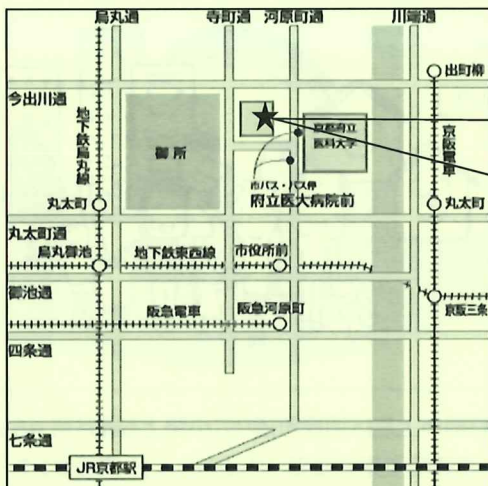 烏丸通
寺町通
河原町通
川端通
出町柳
今出川通
地下鉄烏丸線
御所
京都府立
医科大学
京阪電車
市バス・バス停
府立医大病院前
丸太町
丸太町
丸太町通
烏丸御池
地下鉄東西線
市役所前
御池通
阪急電車
阪急河原町
京阪三条
四条通
七条通
JR京都駅